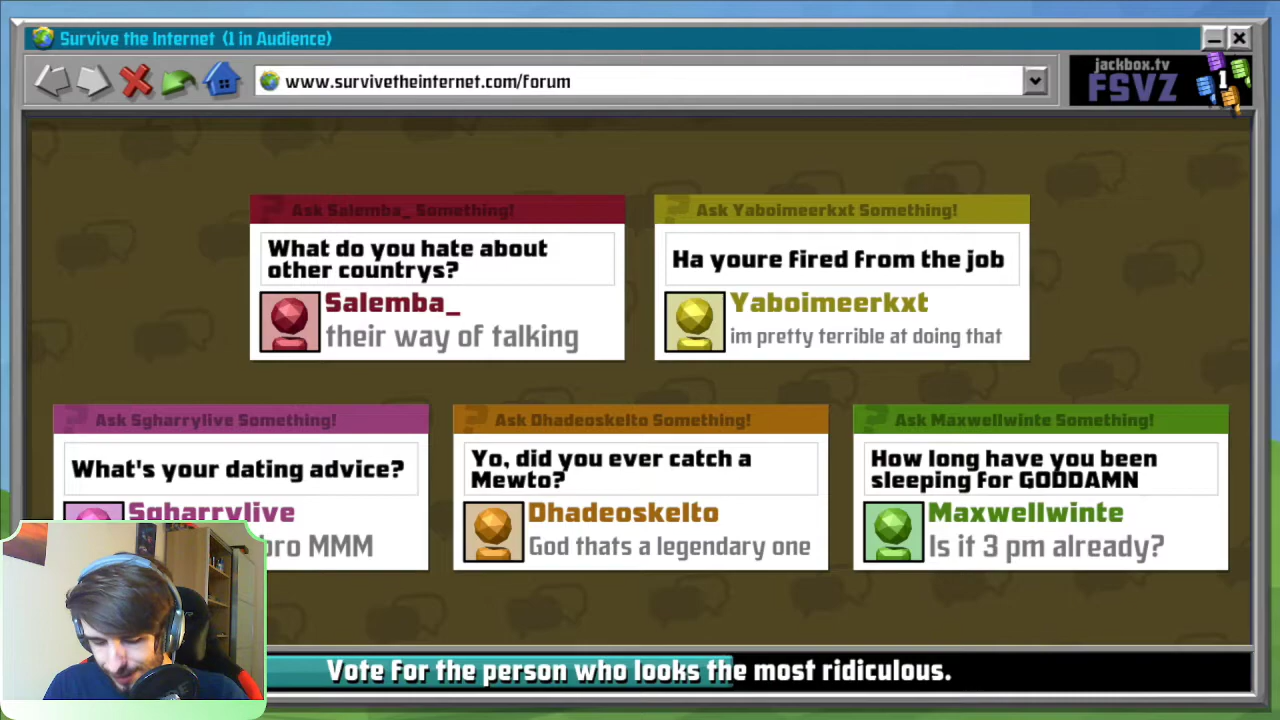 Survive the Internet (1 in Audience)
www.survivetheinternet.com/forum
jackbox.tv
FSVZ
1
Ask Salemba_ Something!
What do you hate about
other countrys?
Salemba_
their way of talking
Ask Yaboimeerkxt Something!
Ha youre fired from the job
Yaboimeerkxt
im pretty terrible at doing that
Ask Sgharrylive Something!
What's your dating advice?
Sgharrylive
bro MMM
Ask Dhadeoskelto Something!
Yo, did you ever catch a
Mewto?
Dhadeoskelto
God thats a legendary one
Ask Maxwellwinte Something!
How long have you been
sleeping for GODDAMN
Maxwellwinte
Is it 3 pm already?
Vote for the person who looks the most ridiculous.